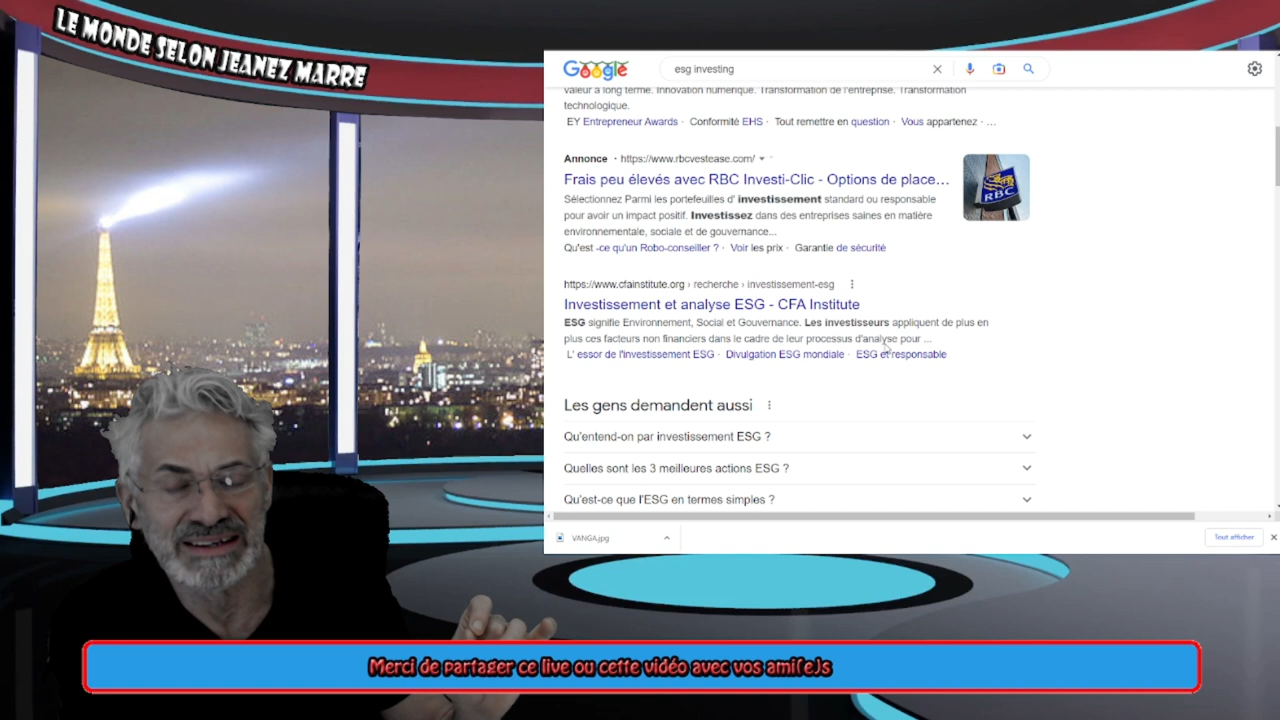 LE MONDE SELON JEANEZ MARRE
Google
esg investing
valeur à long terme. Innovation numérique. Transformation de l'entreprise. Transformation
technologique.
EY Entrepreneur Awards · Conformité EHS · Tout remettre en question · Vous appartenez · ...
Annonce · https://www.rbcvestease.com/
Frais peu élevés avec RBC Investi-Clic - Options de place...
Sélectionnez Parmi les portefeuilles d' investissement standard ou responsable
pour avoir un impact positif. Investissez dans des entreprises saines en matière
environnementale, sociale et de gouvernance...
Qu'est -ce qu'un Robo-conseiller ? · Voir les prix · Garantie de sécurité
RBC
https://www.cfainstitute.org › recherche › investissement-esg
Investissement et analyse ESG - CFA Institute
ESG signifie Environnement, Social et Gouvernance. Les investisseurs appliquent de plus en
plus ces facteurs non financiers dans le cadre de leur processus d'analyse pour ...
L' essor de l'investissement ESG · Divulgation ESG mondiale · ESG et responsable
Les gens demandent aussi
Qu'entend-on par investissement ESG ?
Quelles sont les 3 meilleures actions ESG ?
Qu'est-ce que l'ESG en termes simples ?
VANGA.jpg
Tout afficher
Merci de partager ce live ou cette vidéo avec vos ami(e)s